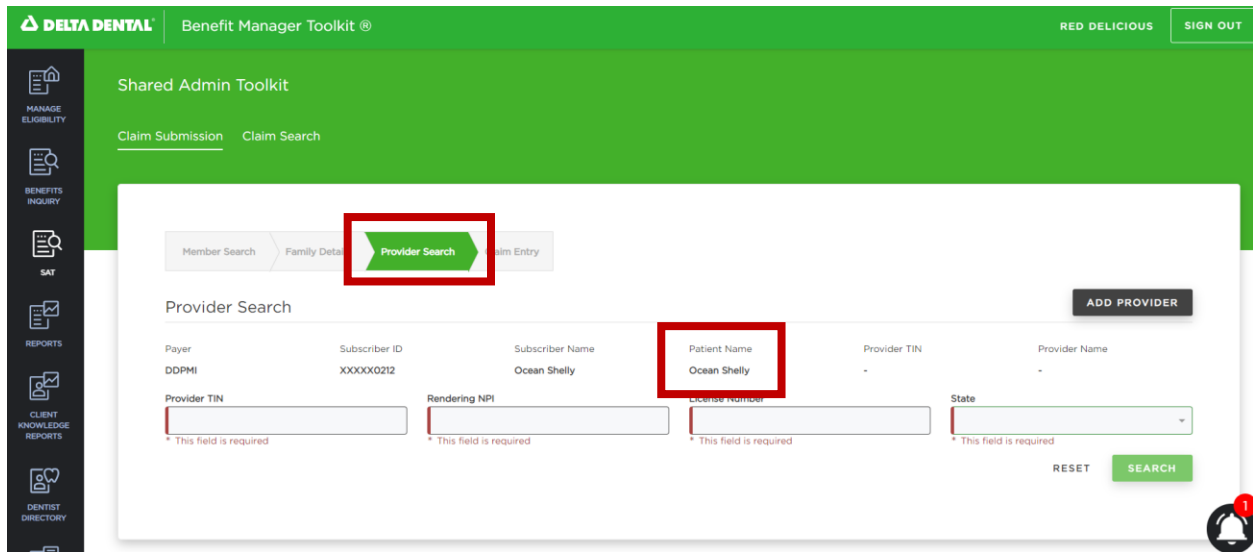 DELTA DENTAL®
Benefit Manager Toolkit ®
RED DELICIOUS
SIGN OUT
MANAGE
ELIGIBILITY
BENEFITS
INQUIRY
SAT
REPORTS
CLIENT
KNOWLEDGE
REPORTS
DENTIST
DIRECTORY
Shared Admin Toolkit
Claim Submission Claim Search
Member Search Family Detail Provider Search Claim Entry
Provider Search
ADD PROVIDER
Payer Subscriber ID Subscriber Name Patient Name Provider TIN Provider Name
DDPMI XXXXX0212 Ocean Shelly Ocean Shelly - -
Provider TIN Rendering NPI License Number State
* This field is required * This field is required * This field is required * This field is required
RESET SEARCH
1